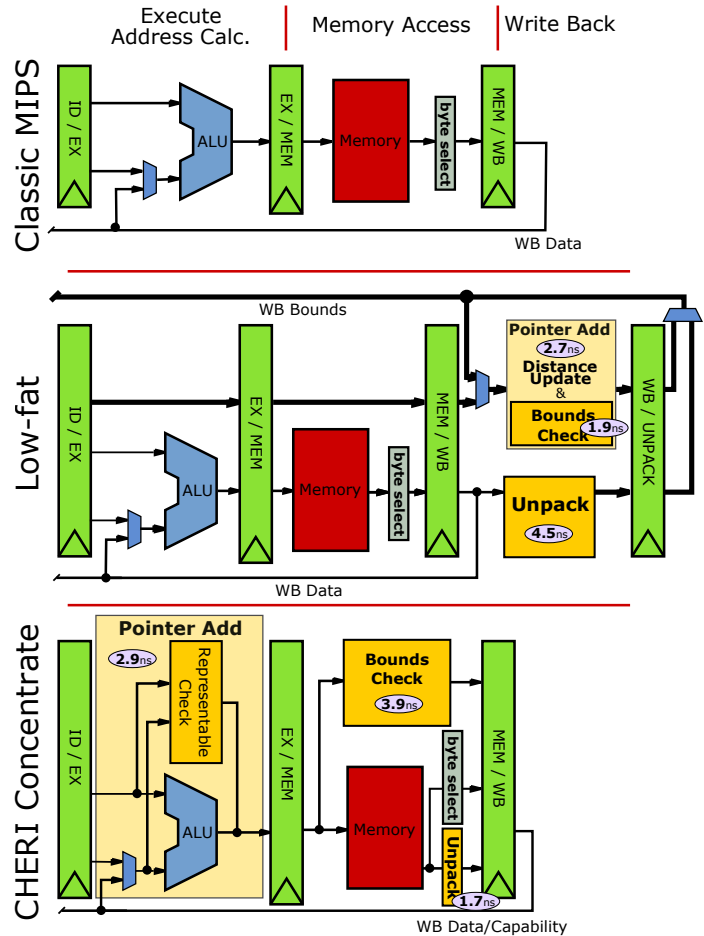 Execute
Address Calc.
Memory Access
Write Back
Classic MIPS
ID / EX
ALU
EX / MEM
Memory
byte select
MEM / WB
WB Data
Low-fat
WB Bounds
ID / EX
ALU
EX / MEM
Memory
byte select
MEM / WB
Pointer Add
2.7ns
Distance
Update
&
Bounds
Check
1.9ns
Unpack
4.5ns
WB / UNPACK
WB Data
CHERI Concentrate
ID / EX
Pointer Add
2.9ns
Representable
Check
ALU
EX / MEM
Bounds
Check
3.9ns
Memory
byte select
Unpack
1.7ns
MEM / WB
WB Data/Capability